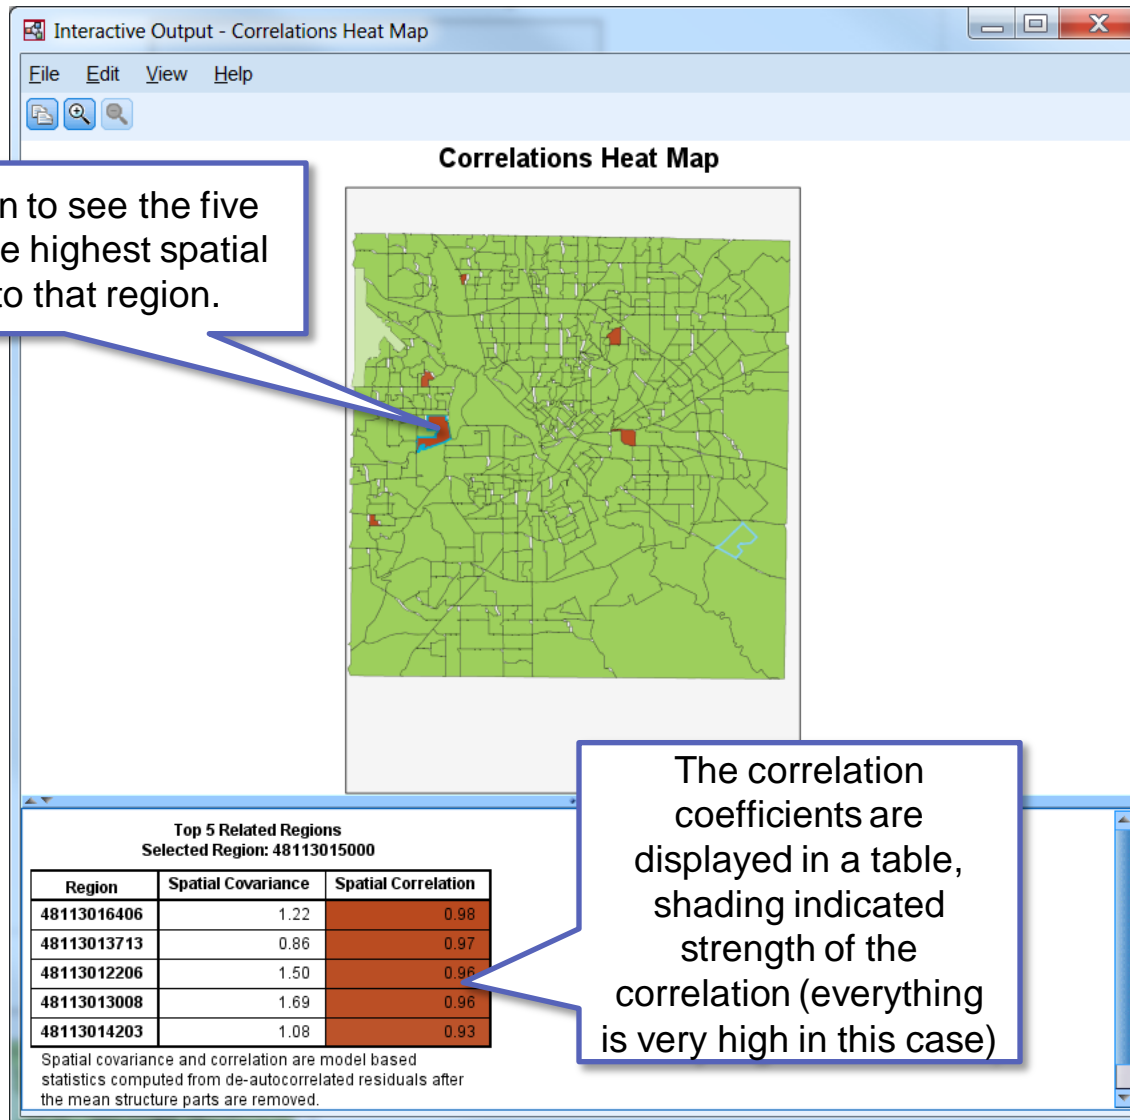 Interactive Output - Correlations Heat Map
File Edit View Help
Correlations Heat Map
to see the five
highest spatial
to that region.
Top 5 Related Regions
Selected Region: 48113015000
Region Spatial Covariance Spatial Correlation
48113016406 1.22 0.98
48113013713 0.86 0.97
48113012206 1.50 0.96
48113013008 1.69 0.96
48113014203 1.08 0.93
Spatial covariance and correlation are model based
statistics computed from de-autocorrelated residuals after
the mean structure parts are removed.
The correlation
coefficients are
displayed in a table,
shading indicated
strength of the
correlation (everything
is very high in this case)